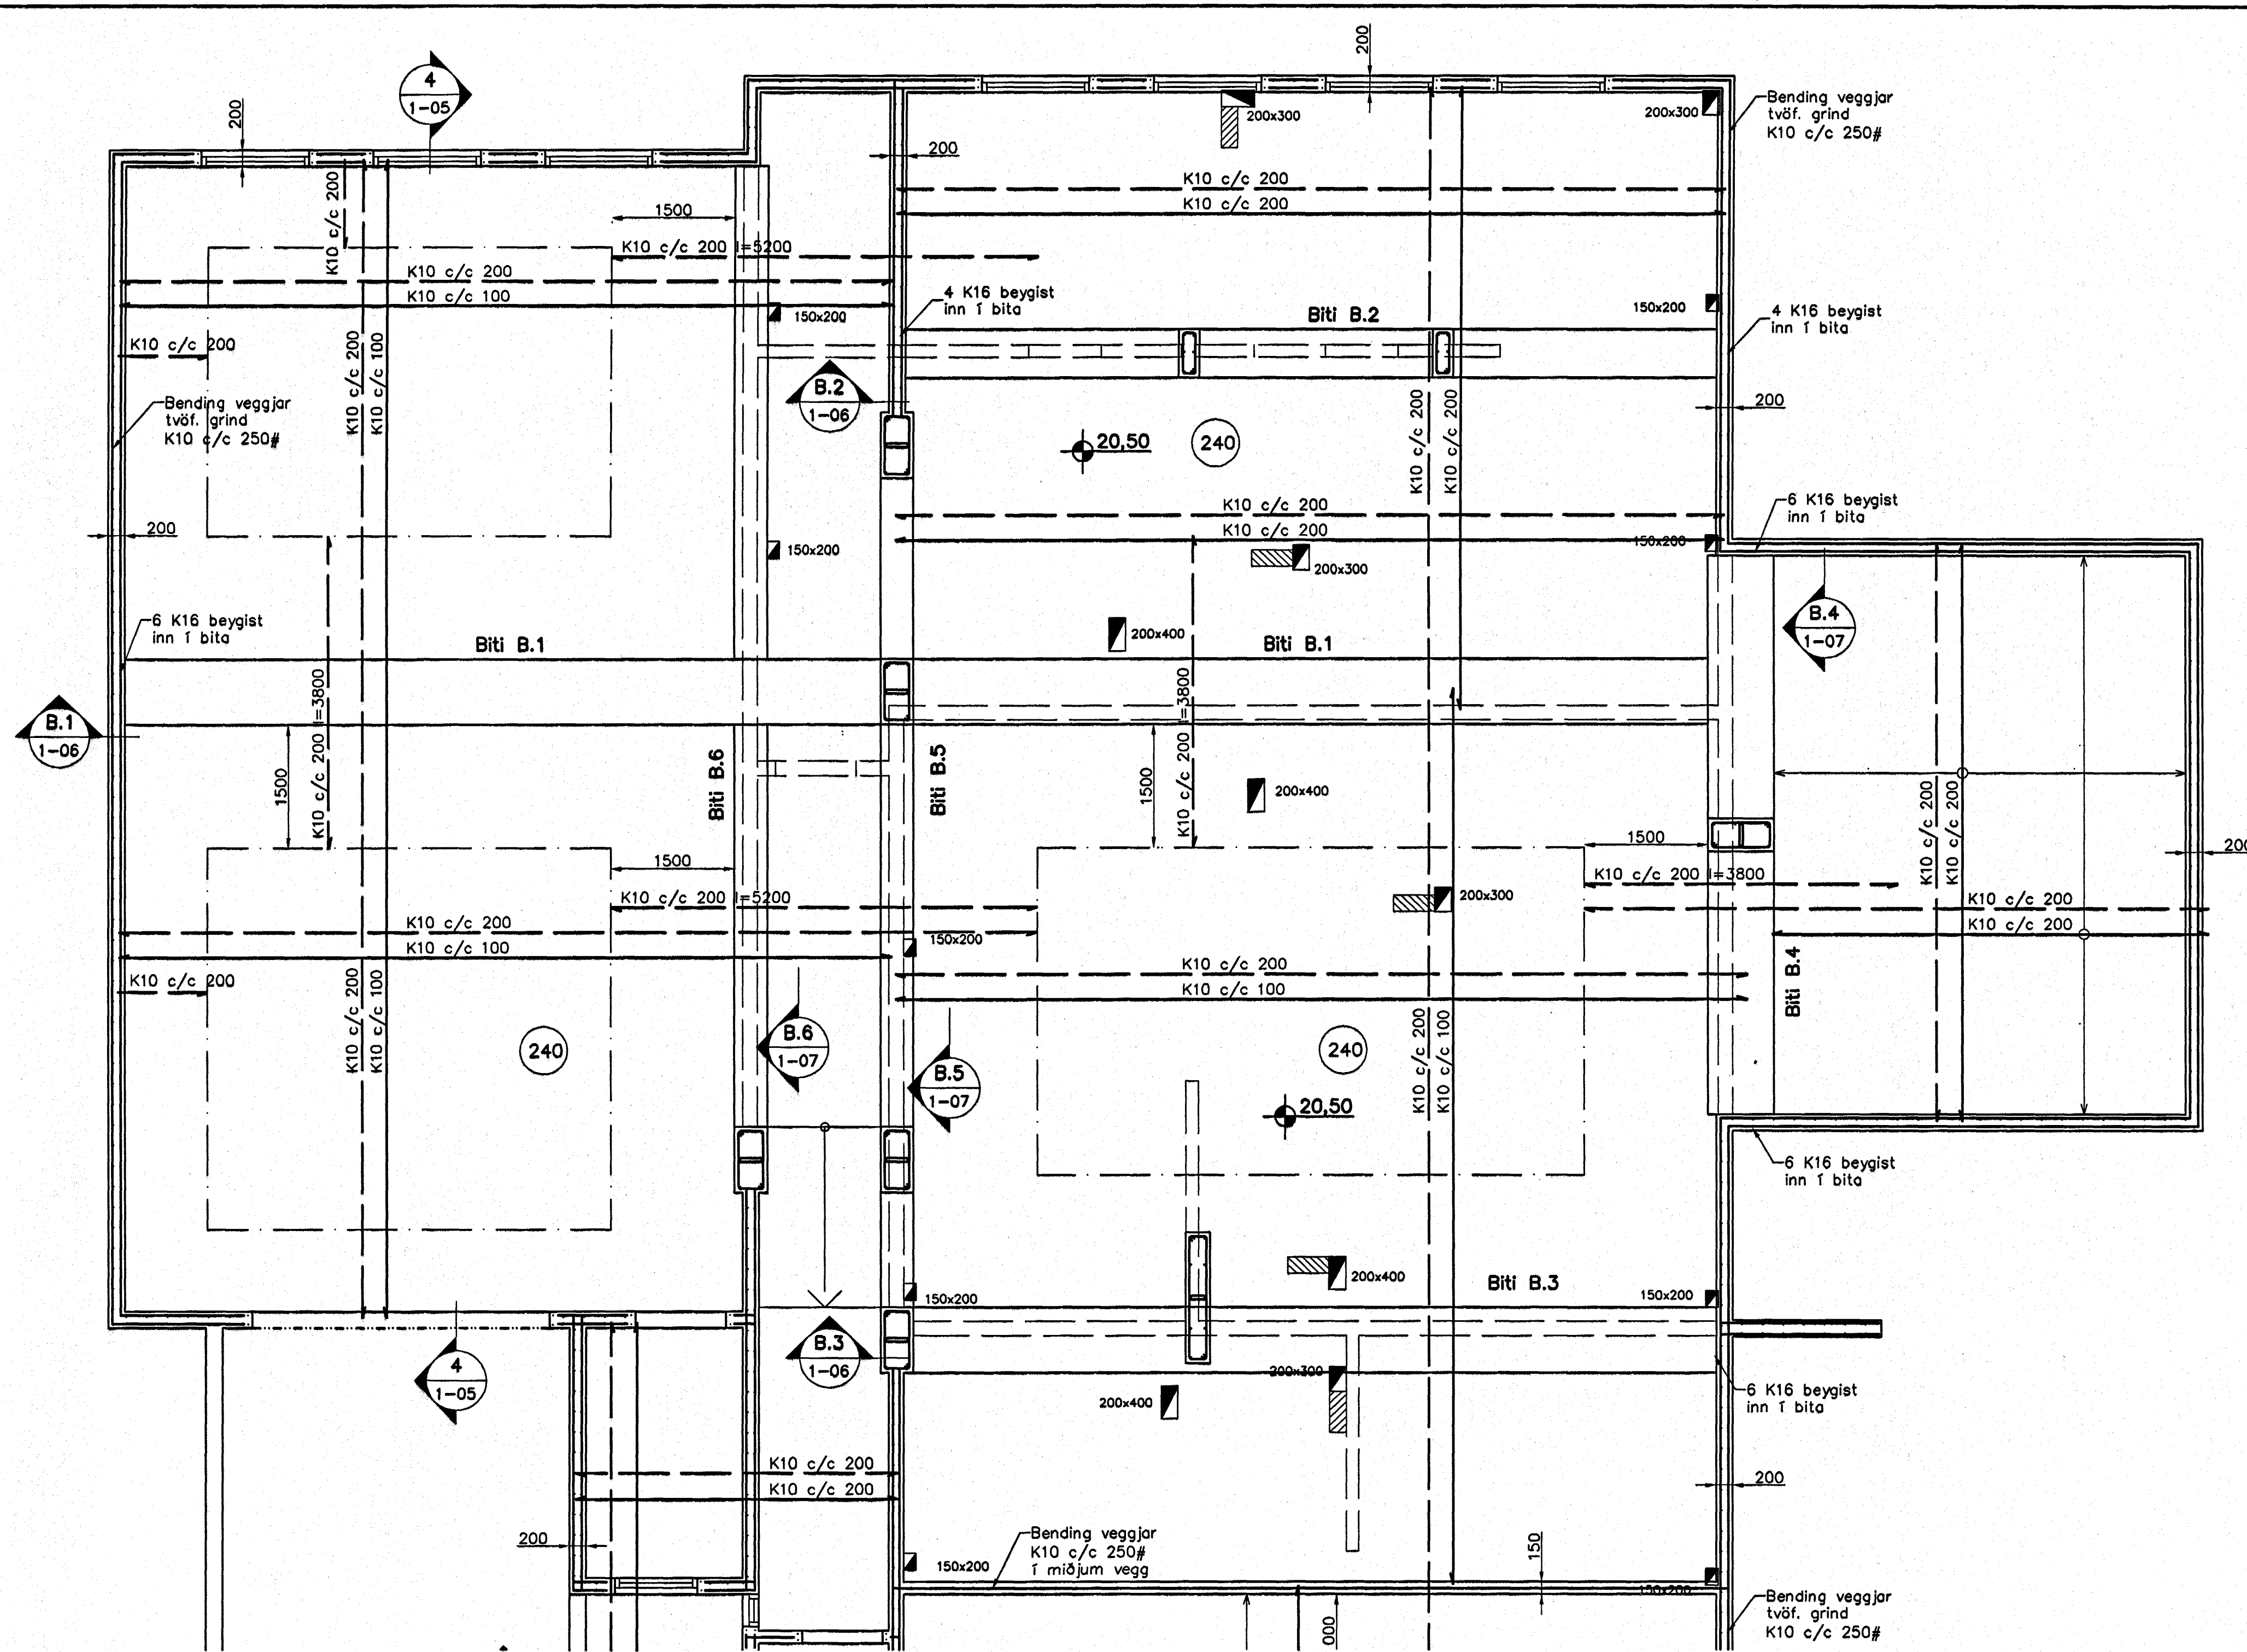 200
4
1-05
200
200x300
200x300
Bending veggjar
tvöf. grind
K10 c/c 250#
200
K10 c/c 200
K10 c/c 200
K10 c/c 200
1500
K10 c/c 200 l=5200
K10 c/c 200
K10 c/c 100
4 K16 beygist
inn í bita
150x200
Biti B.2
150x200
4 K16 beygist
inn í bita
K10 c/c 200
K10 c/c 200
K10 c/c 100
B.2
1-06
Bending veggjar
tvöf. grind
K10 c/c 250#
200
K10 c/c 200
K10 c/c 200
20,50
240
200
150x200
K10 c/c 200
K10 c/c 200
6 K16 beygist
inn í bita
150x200
200x300
6 K16 beygist
inn í bita
Biti B.1
200x400
Biti B.1
B.4
1-07
B.1
1-06
K10 c/c 200 l=3800
1500
Biti B.6
Biti B.5
K10 c/c 200 l=3800
1500
200x400
K10 c/c 200
K10 c/c 200
1500
1500
200
K10 c/c 200 l=5200
K10 c/c 200 l=3800
200x300
K10 c/c 200
K10 c/c 100
150x200
K10 c/c 200
K10 c/c 200
K10 c/c 200
K10 c/c 200
K10 c/c 100
Biti B.4
K10 c/c 200
K10 c/c 100
240
B.6
1-07
B.5
1-07
240
K10 c/c 200
K10 c/c 100
20,50
6 K16 beygist
inn í bita
200x400
Biti B.3
150x200
150x200
B.3
1-06
4
1-05
200x300
200x400
6 K16 beygist
inn í bita
K10 c/c 200
K10 c/c 200
200
200
Bending veggjar
K10 c/c 250#
í miðjum vegg
150x200
150
150x200
Bending veggjar
tvöf. grind
K10 c/c 250#
000